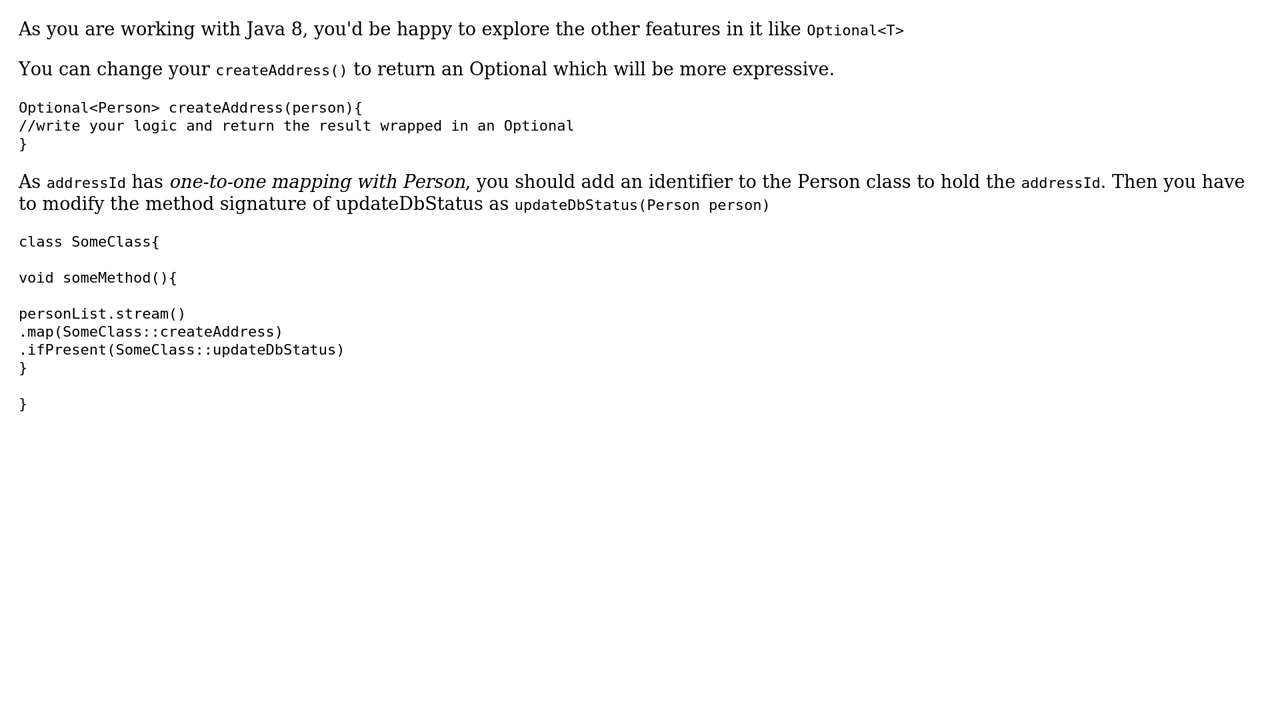 As you are working with Java 8, you'd be happy to explore the other features in it like Optional<T>
You can change your createAddress() to return an Optional which will be more expressive.
Optional<Person> createAddress(person){
//write your logic and return the result wrapped in an Optional
}
As addressId has one-to-one mapping with Person, you should add an identifier to the Person class to hold the addressId. Then you have
to modify the method signature of updateDbStatus as updateDbStatus(Person person)
class SomeClass{
void someMethod(){
personList.stream()
.map(SomeClass::createAddress)
.ifPresent(SomeClass::updateDbStatus)
}
}